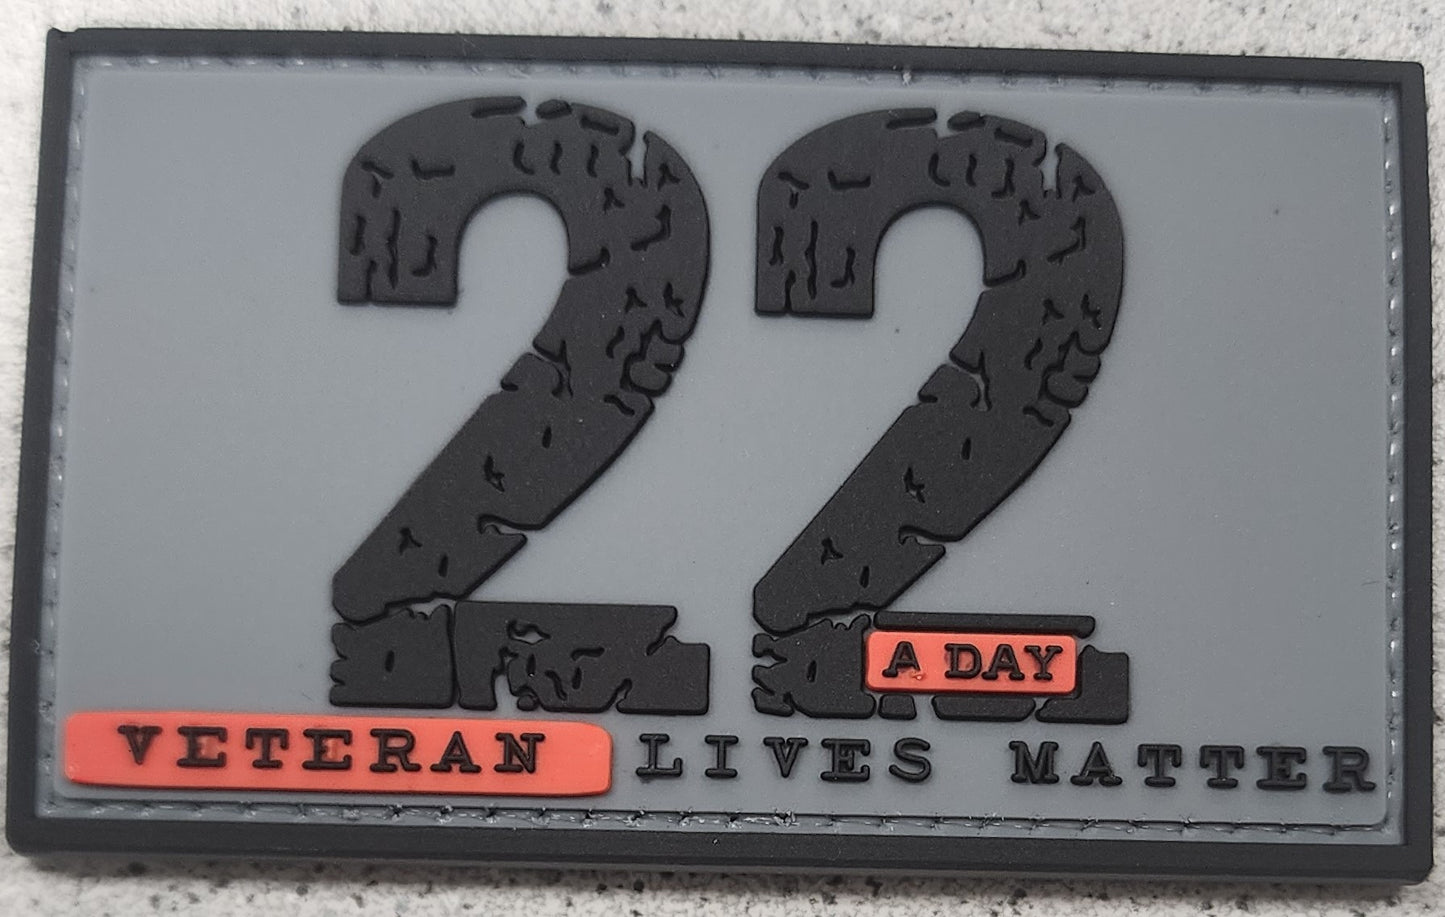 22
A DAY
VETERAN LIVES MATTER